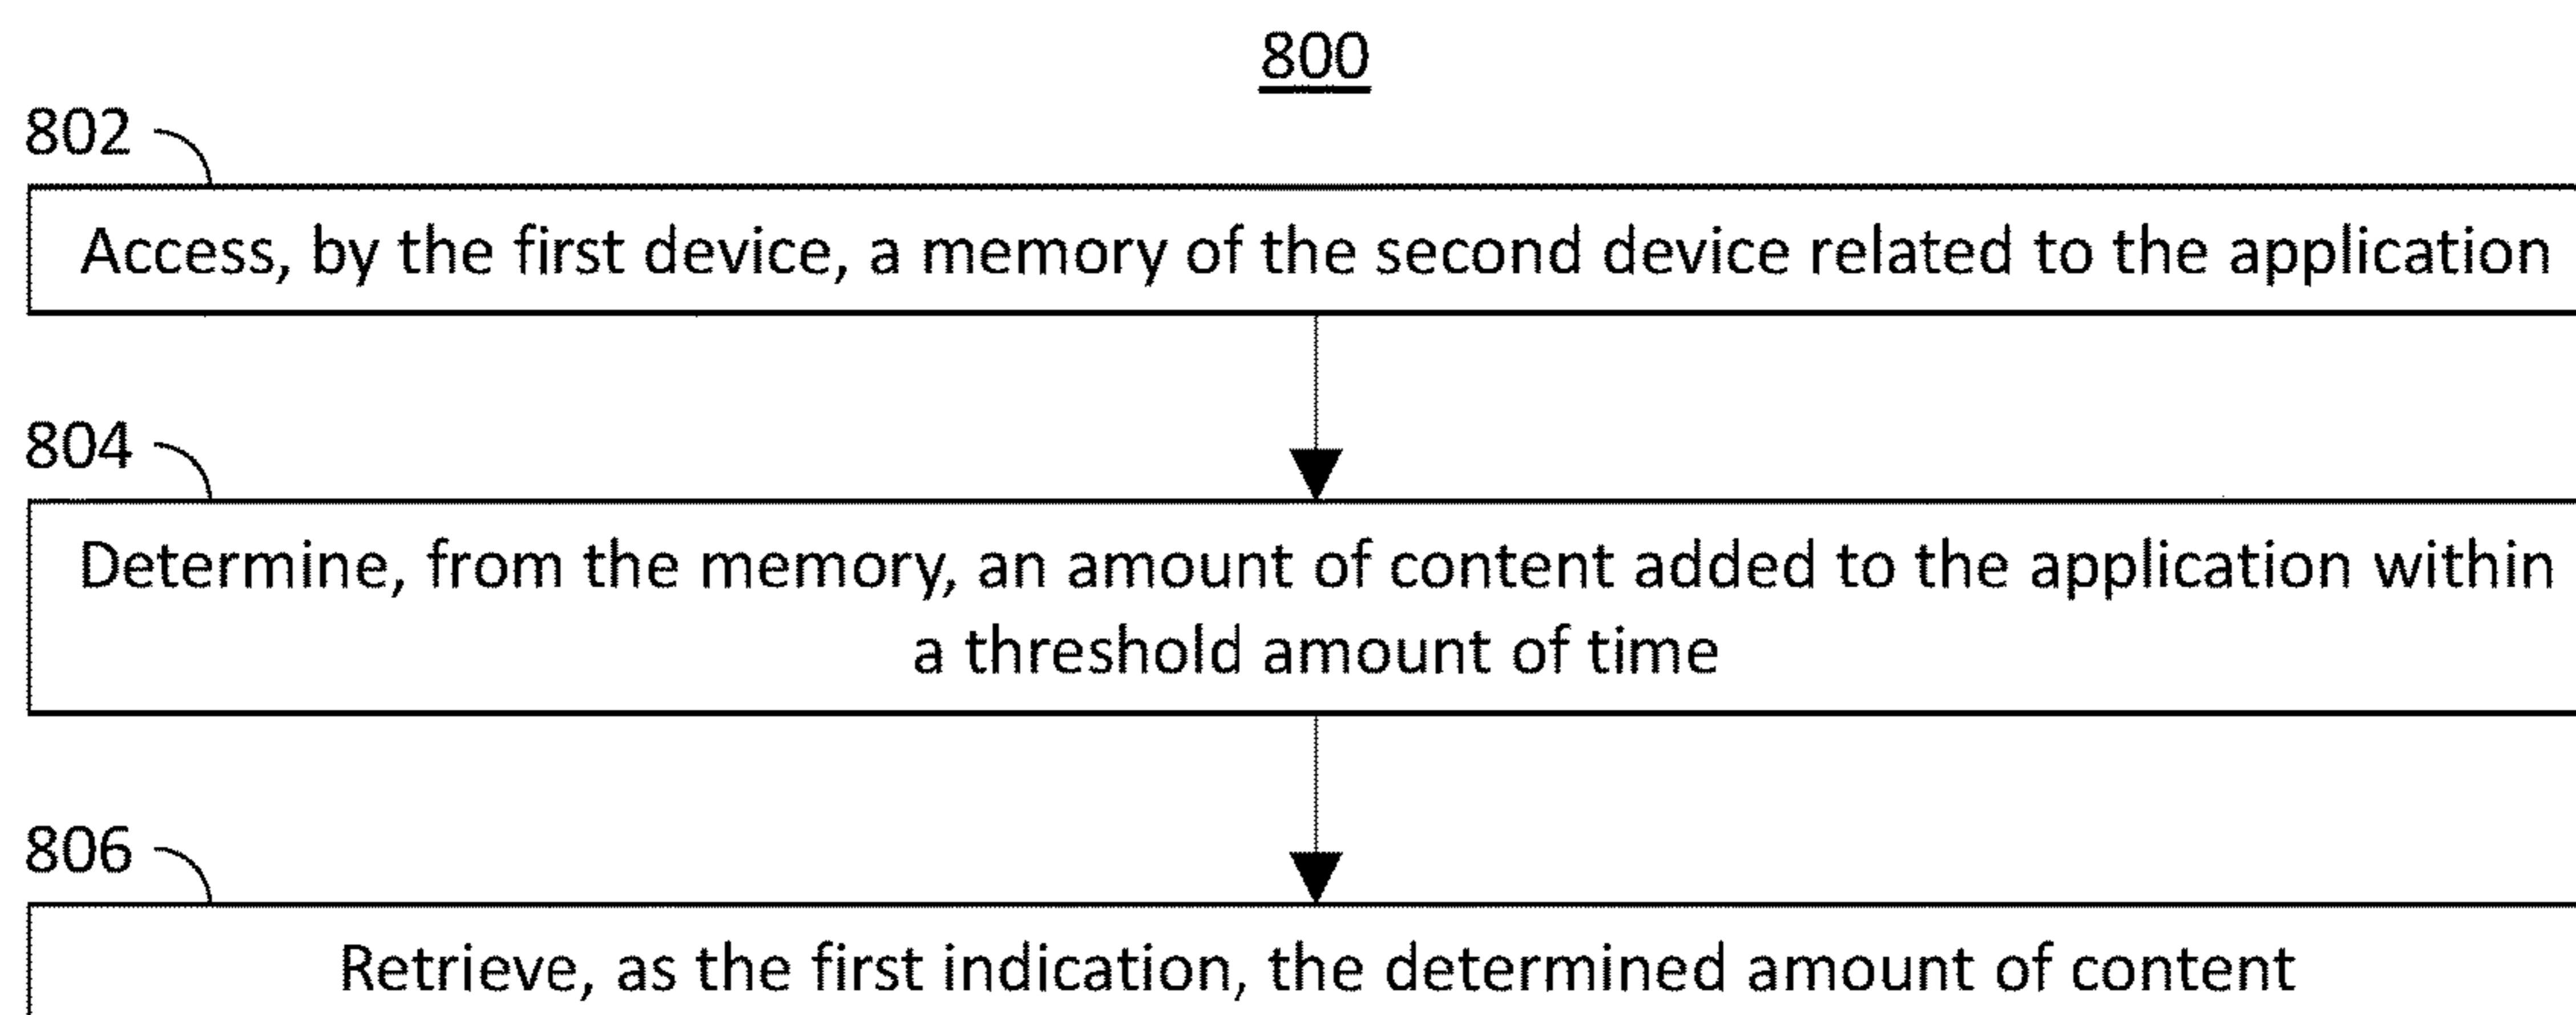 800
802
Access, by the first device, a memory of the second device related to the application
804
Determine, from the memory, an amount of content added to the application within
a threshold amount of time
806
Retrieve, as the first indication, the determined amount of content